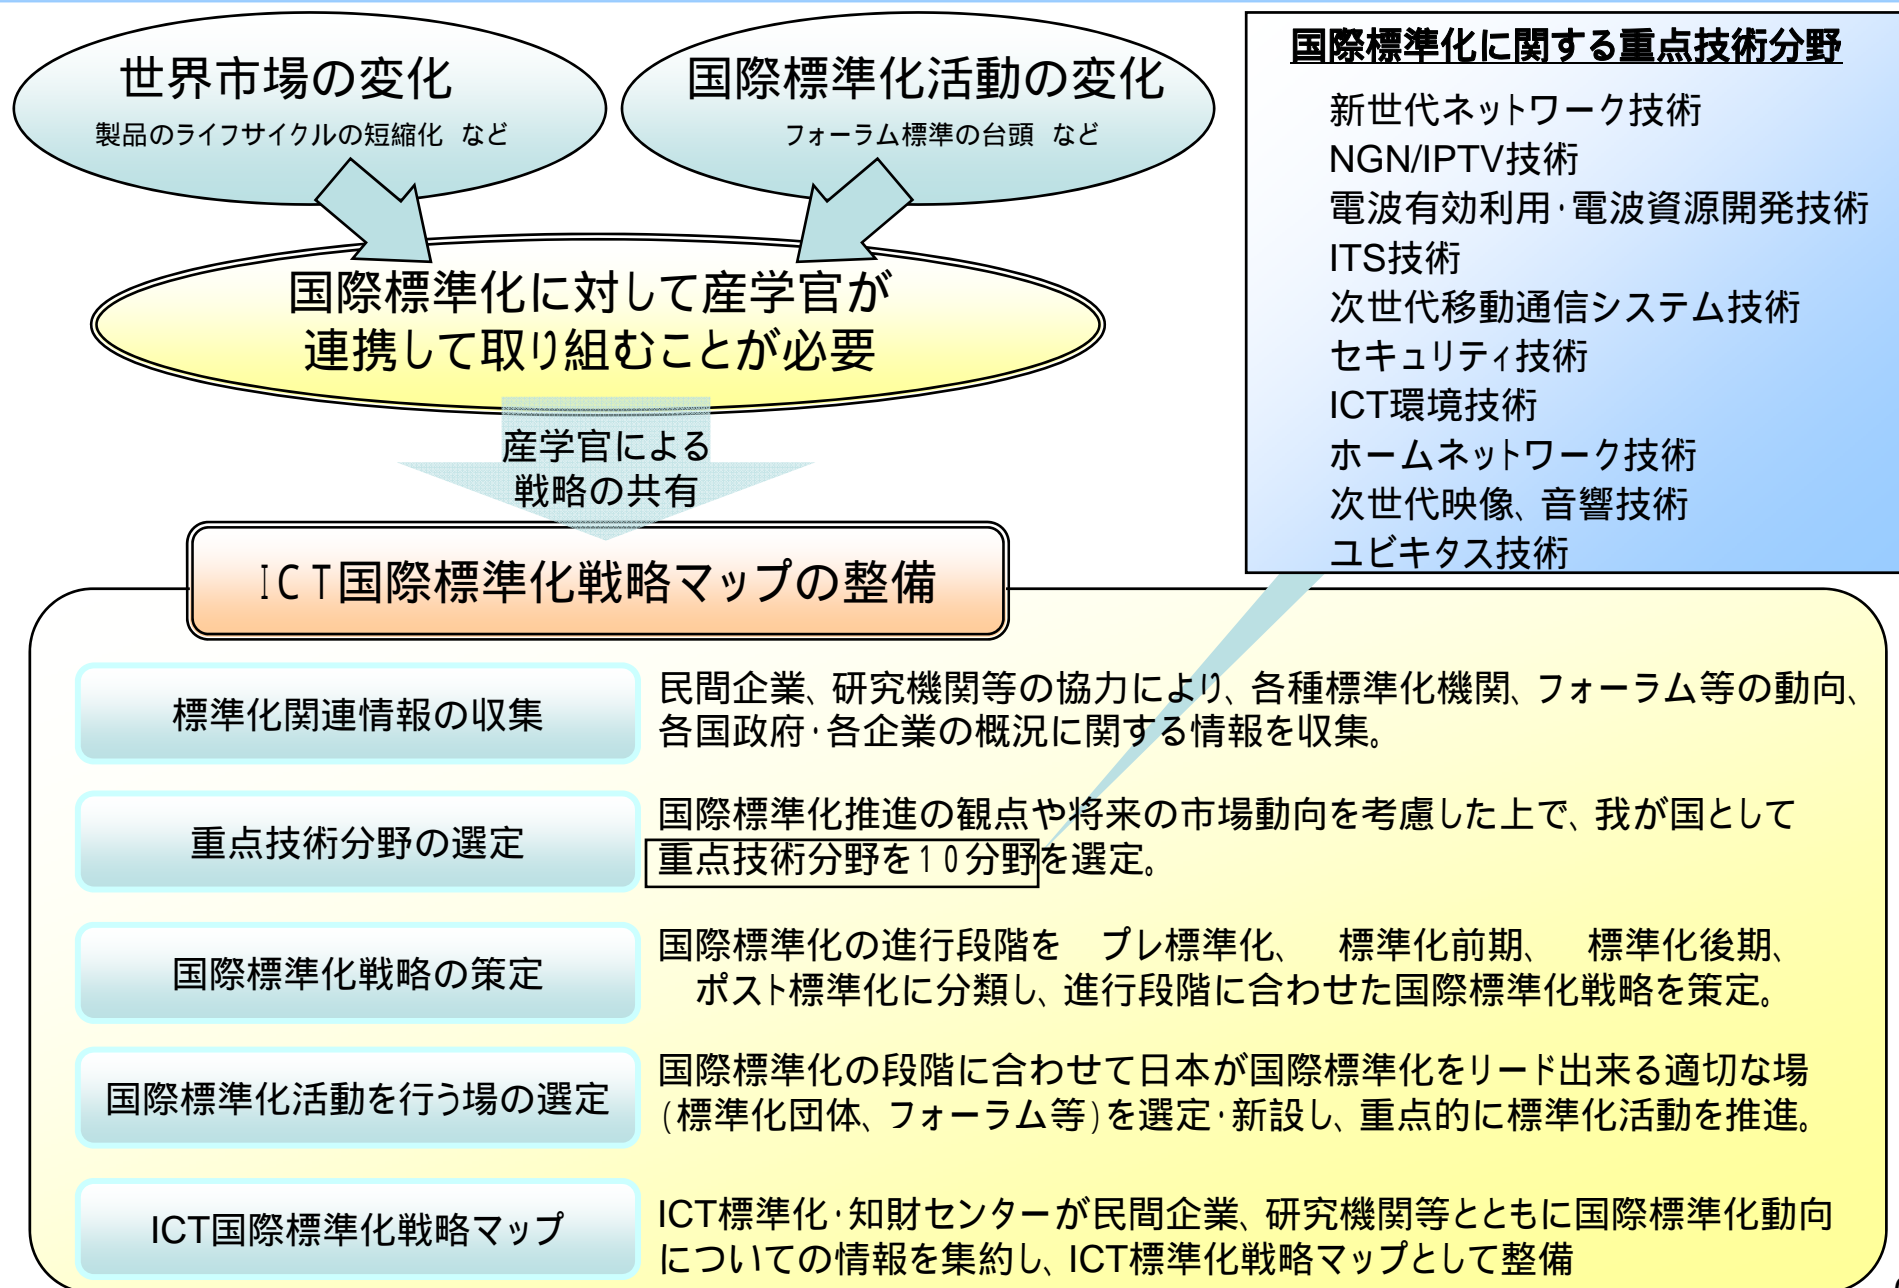 世界市場の変化
製品のライフサイクルの短縮化 など
国際標準化活動の変化
フォーラム標準の台頭 など
国際標準化に対して産学官が
連携して取り組むことが必要
産学官による
戦略の共有
国際標準化に関する重点技術分野
新世代ネットワーク技術
NGN/IPTV技術
電波有効利用・電波資源開発技術
ITS技術
次世代移動通信システム技術
セキュリティ技術
ICT環境技術
ホームネットワーク技術
次世代映像、音響技術
ユビキタス技術
ICT国際標準化戦略マップの整備
標準化関連情報の収集
民間企業、研究機関等の協力により、各種標準化機関、フォーラム等の動向、
各国政府・各企業の概況に関する情報を収集。
重点技術分野の選定
国際標準化推進の観点や将来の市場動向を考慮した上で、我が国として
重点技術分野を10分野を選定。
国際標準化戦略の策定
国際標準化の進行段階を　プレ標準化、　標準化前期、　標準化後期、
ポスト標準化に分類し、進行段階に合わせた国際標準化戦略を策定。
国際標準化活動を行う場の選定
国際標準化の段階に合わせて日本が国際標準化をリード出来る適切な場
(標準化団体、フォーラム等)を選定・新設し、重点的に標準化活動を推進。
ICT国際標準化戦略マップ
ICT標準化・知財センターが民間企業、研究機関等とともに国際標準化動向
についての情報を集約し、ICT標準化戦略マップとして整備